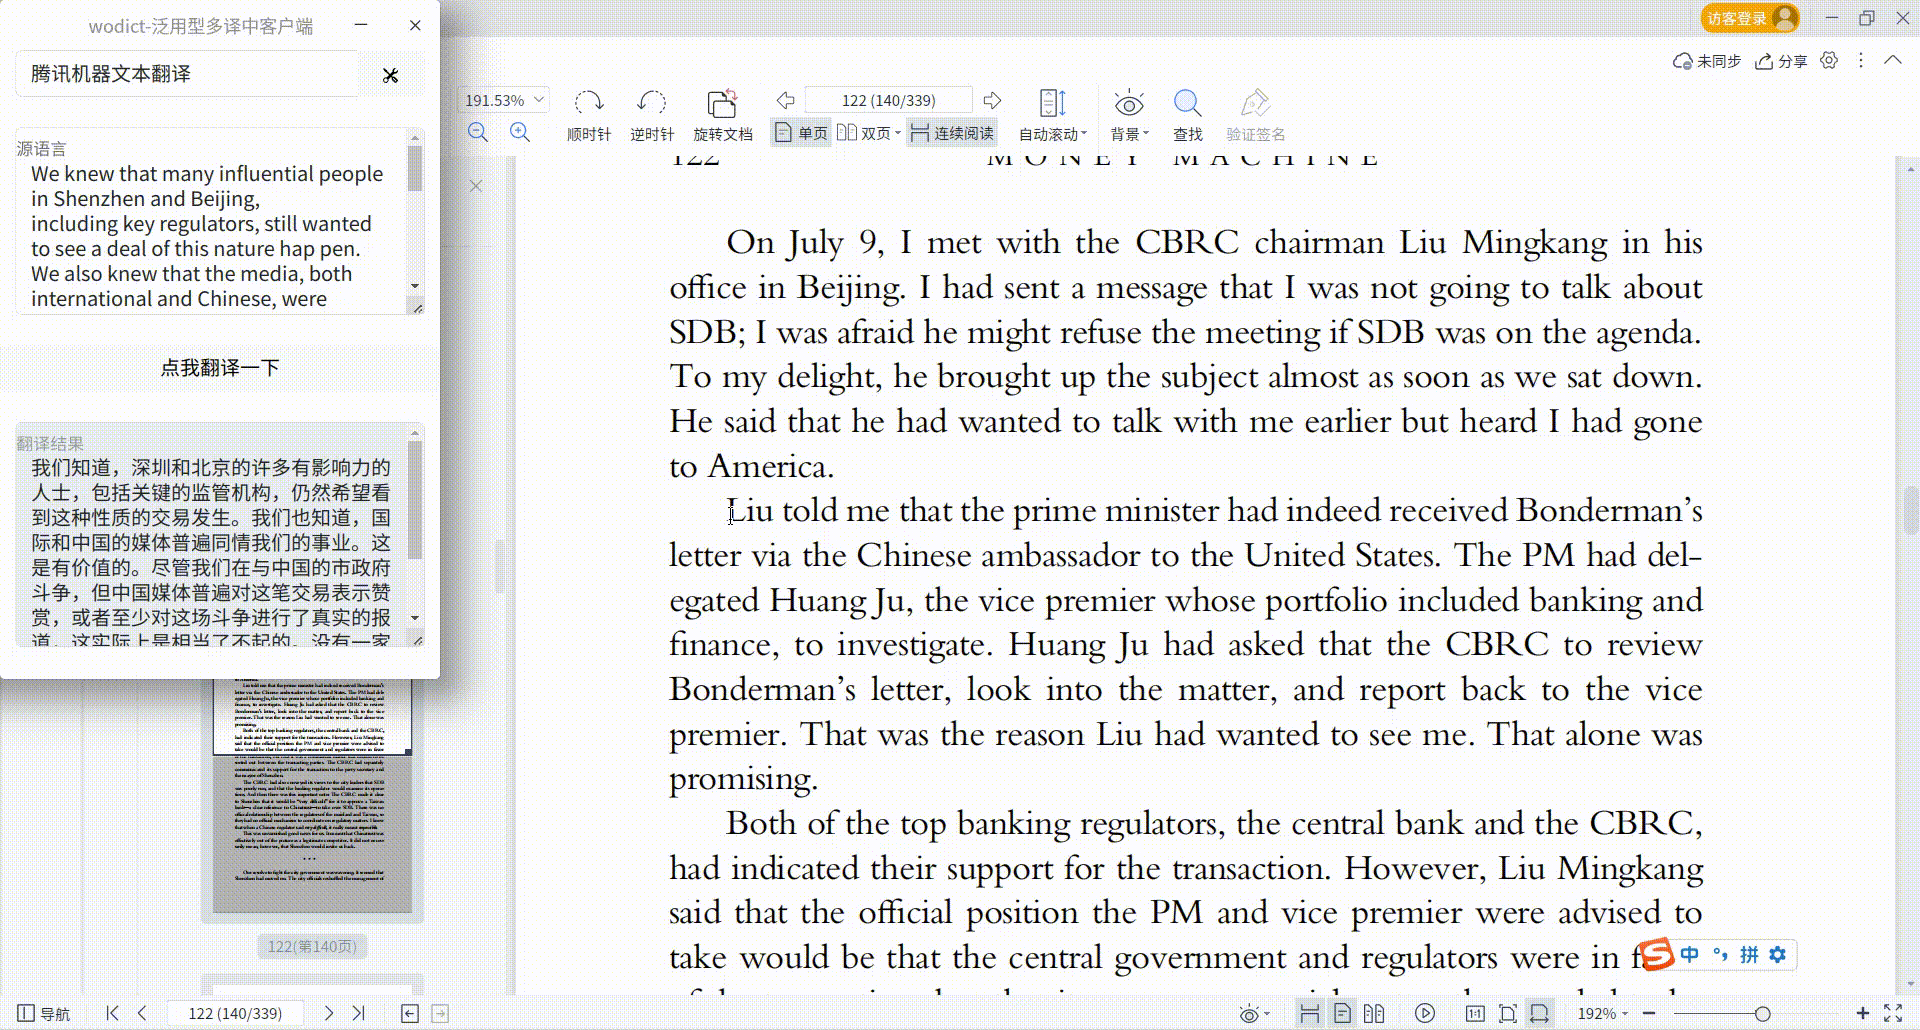 wodict-泛用型多译中客户端
腾讯机器文本翻译
源语言
We knew that many influential people
in Shenzhen and Beijing,
including key regulators, still wanted
to see a deal of this nature hap pen.
We also knew that the media, both
international and Chinese, were
点我翻译一下
翻译结果
我们知道，深圳和北京的许多有影响力的
人士，包括关键的监管机构，仍然希望看
到这种性质的交易发生。我们也知道，国
际和中国的媒体普遍同情我们的事业。这
是有价值的。尽管我们在与中国的市政府
斗争，但中国媒体普遍对这笔交易表示赞
赏，或者至少对这场斗争进行了真实的报
道，这实际上是相当了不起的。没有一家
访客登录
未同步
分享
191.53%
顺时针
逆时针
旋转文档
122 (140/339)
单页
双页
连续阅读
自动滚动
背景
查找
验证签名
122 MONEY MACHINE
On July 9, I met with the CBRC chairman Liu Mingkang in his
office in Beijing. I had sent a message that I was not going to talk about
SDB; I was afraid he might refuse the meeting if SDB was on the agenda.
To my delight, he brought up the subject almost as soon as we sat down.
He said that he had wanted to talk with me earlier but heard I had gone
to America.
Liu told me that the prime minister had indeed received Bonderman’s
letter via the Chinese ambassador to the United States. The PM had del-
egated Huang Ju, the vice premier whose portfolio included banking and
finance, to investigate. Huang Ju had asked that the CBRC to review
Bonderman’s letter, look into the matter, and report back to the vice
premier. That was the reason Liu had wanted to see me. That alone was
promising.
Both of the top banking regulators, the central bank and the CBRC,
had indicated their support for the transaction. However, Liu Mingkang
said that the official position the PM and vice premier were advised to
take would be that the central government and regulators were in
中 拼
122(第140页)
导航
122 (140/339)
1:1
192%